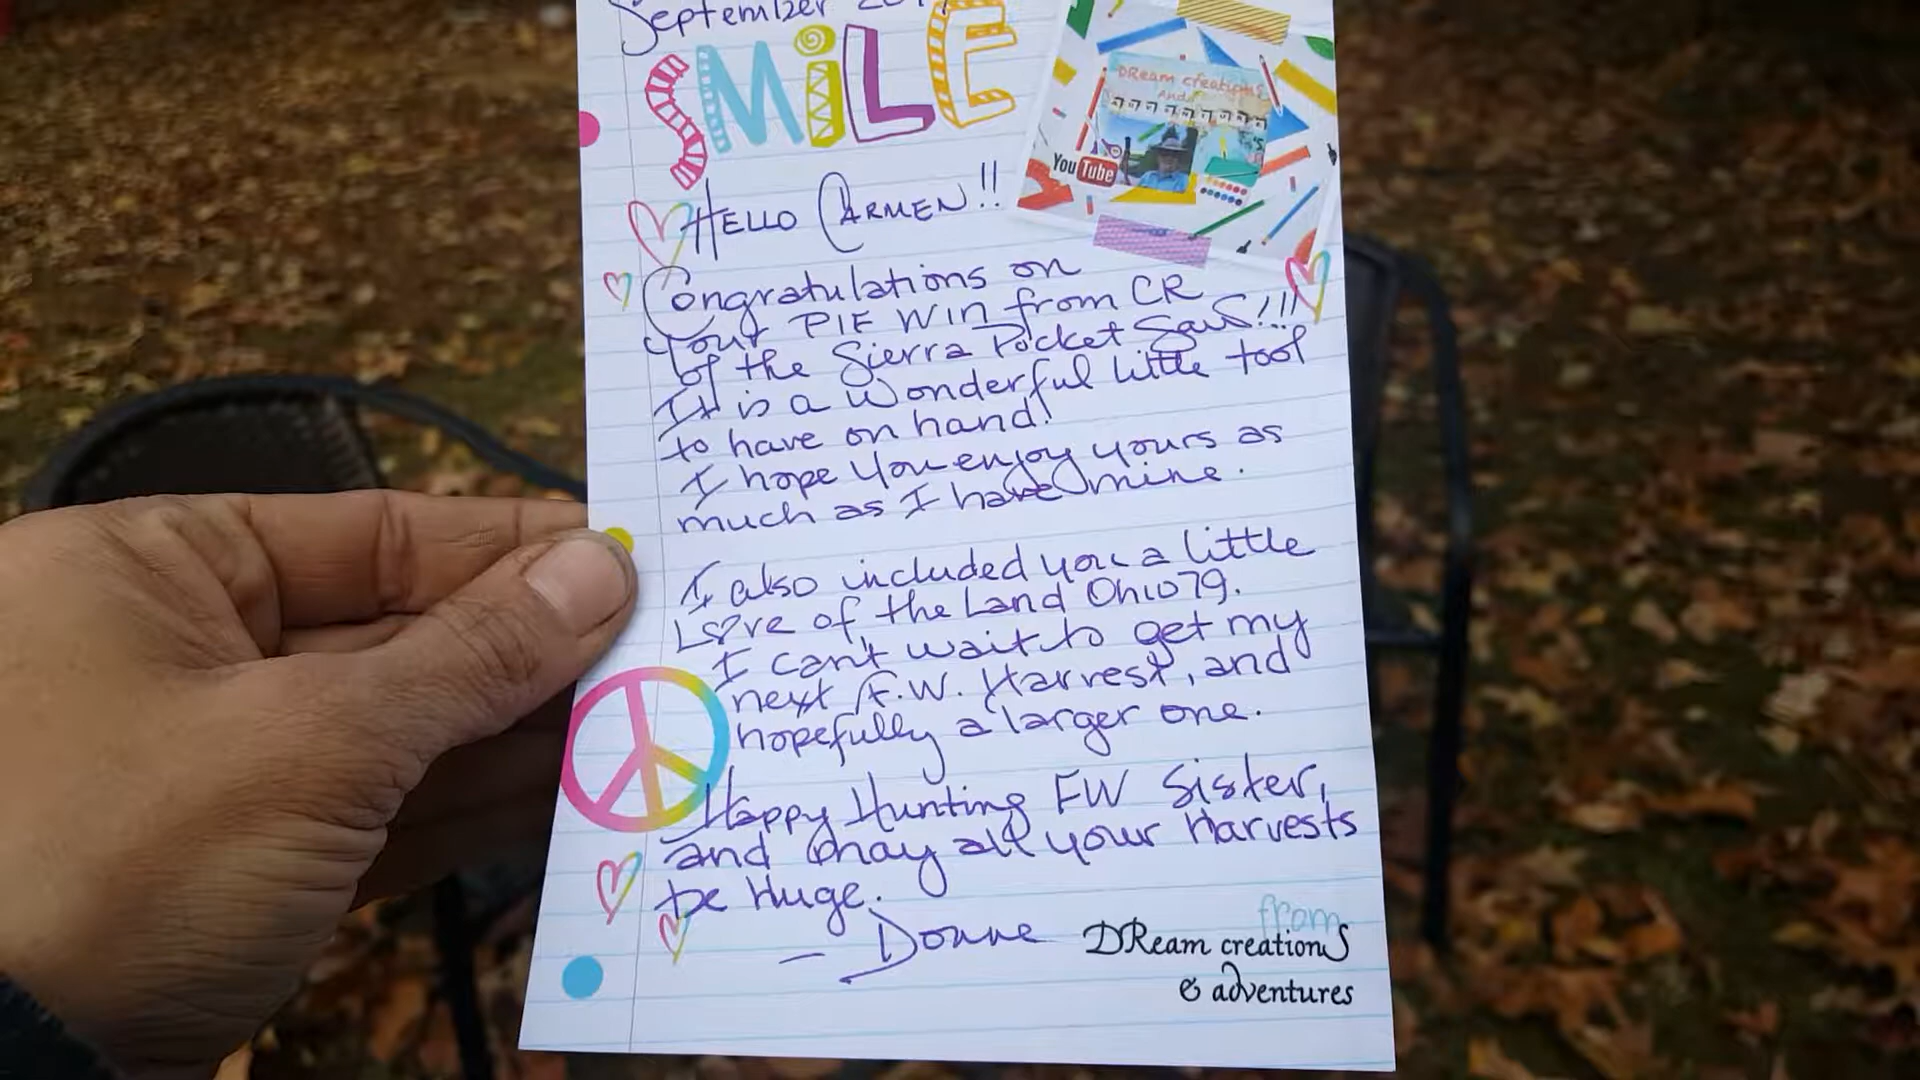 September
SMiLE
DReam creations
And
YouTube
HELLO CARMEN!!
Congratulations on
Your PIF WIN from CR
of the Sierra Pocket Saw!!!
It is a Wonderful little tool
to have on hand!
I hope you enjoy yours as
much as I have mine.
I also included you a little
Love of the Land Ohio79.
I can't wait to get my
next F.W. Harvest, and
hopefully a larger one.
Happy Hunting FW Sister,
and may all your Harvests
be Huge.
from
— Donne
DReam creationS
& adventures